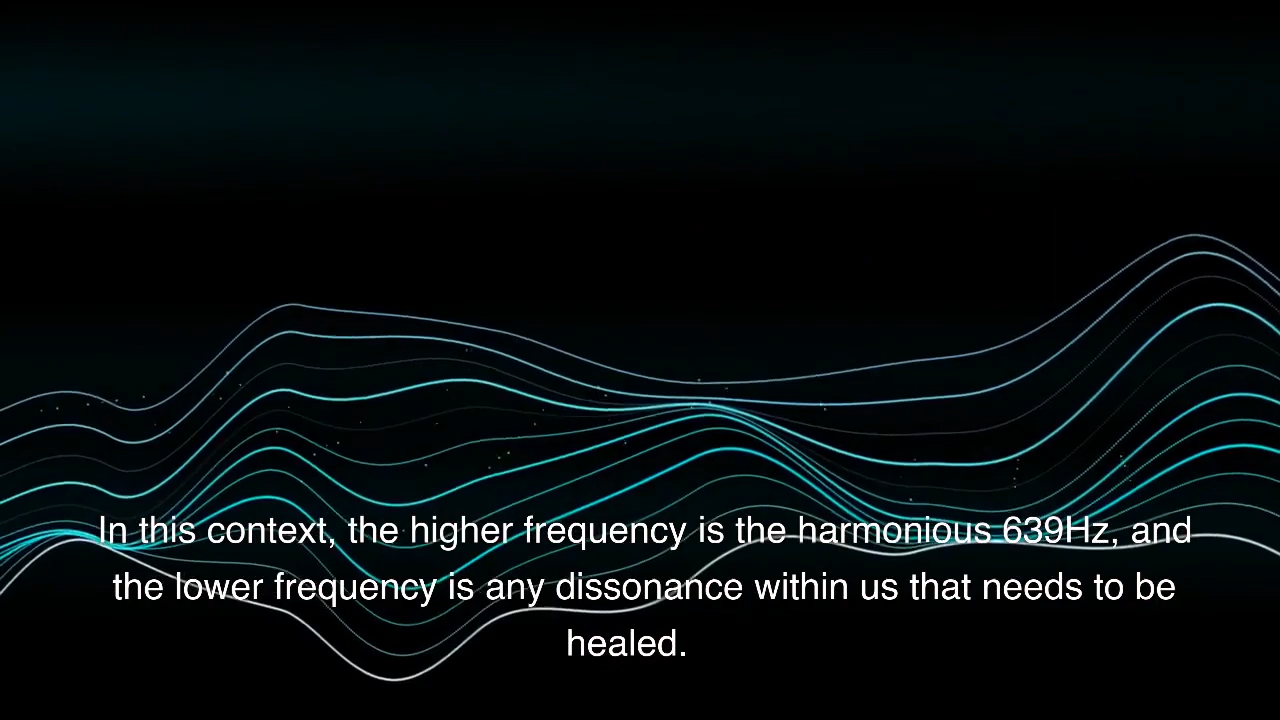 In this context, the higher frequency is the harmonious 639Hz, and
the lower frequency is any dissonance within us that needs to be
healed.